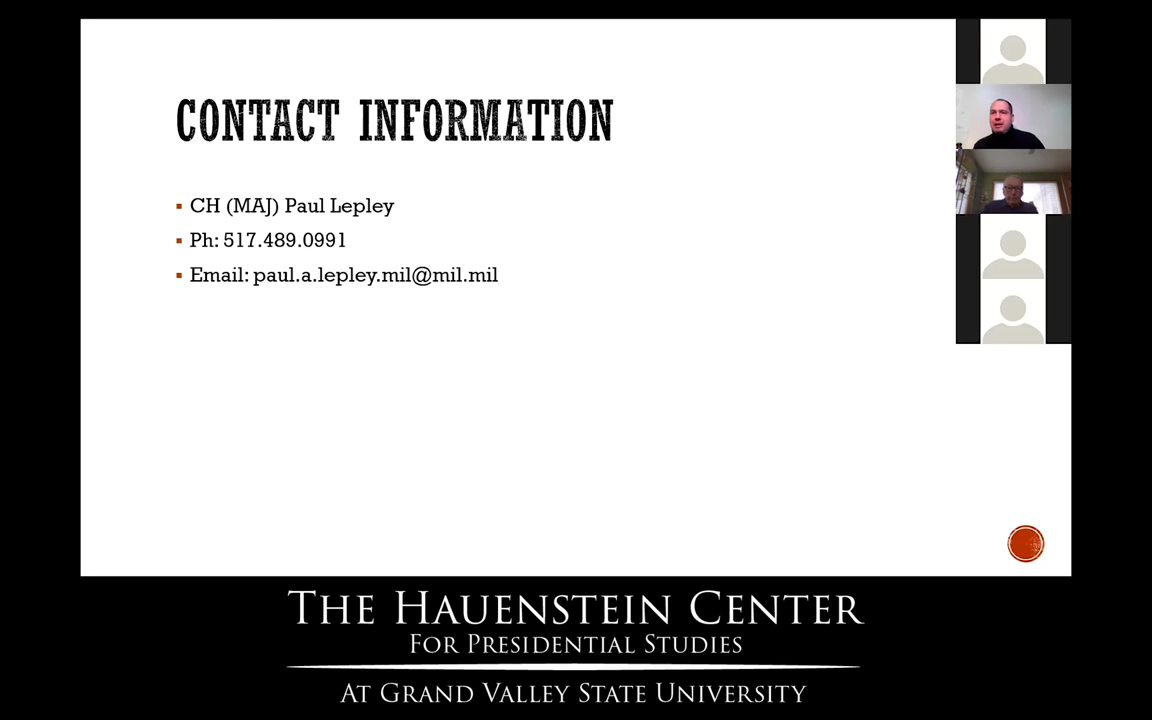 CONTACT INFORMATION
CH (MAJ) Paul Lepley
Ph: 517.489.0991
Email: paul.a.lepley.mil@mil.mil
THE HAUENSTEIN CENTER
FOR PRESIDENTIAL STUDIES
AT GRAND VALLEY STATE UNIVERSITY